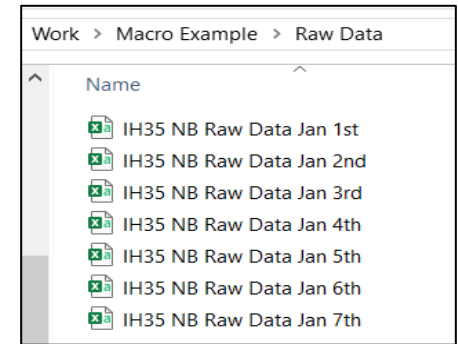 Work > Macro Example > Raw Data
Name
IH35 NB Raw Data Jan 1st
IH35 NB Raw Data Jan 2nd
IH35 NB Raw Data Jan 3rd
IH35 NB Raw Data Jan 4th
IH35 NB Raw Data Jan 5th
IH35 NB Raw Data Jan 6th
IH35 NB Raw Data Jan 7th